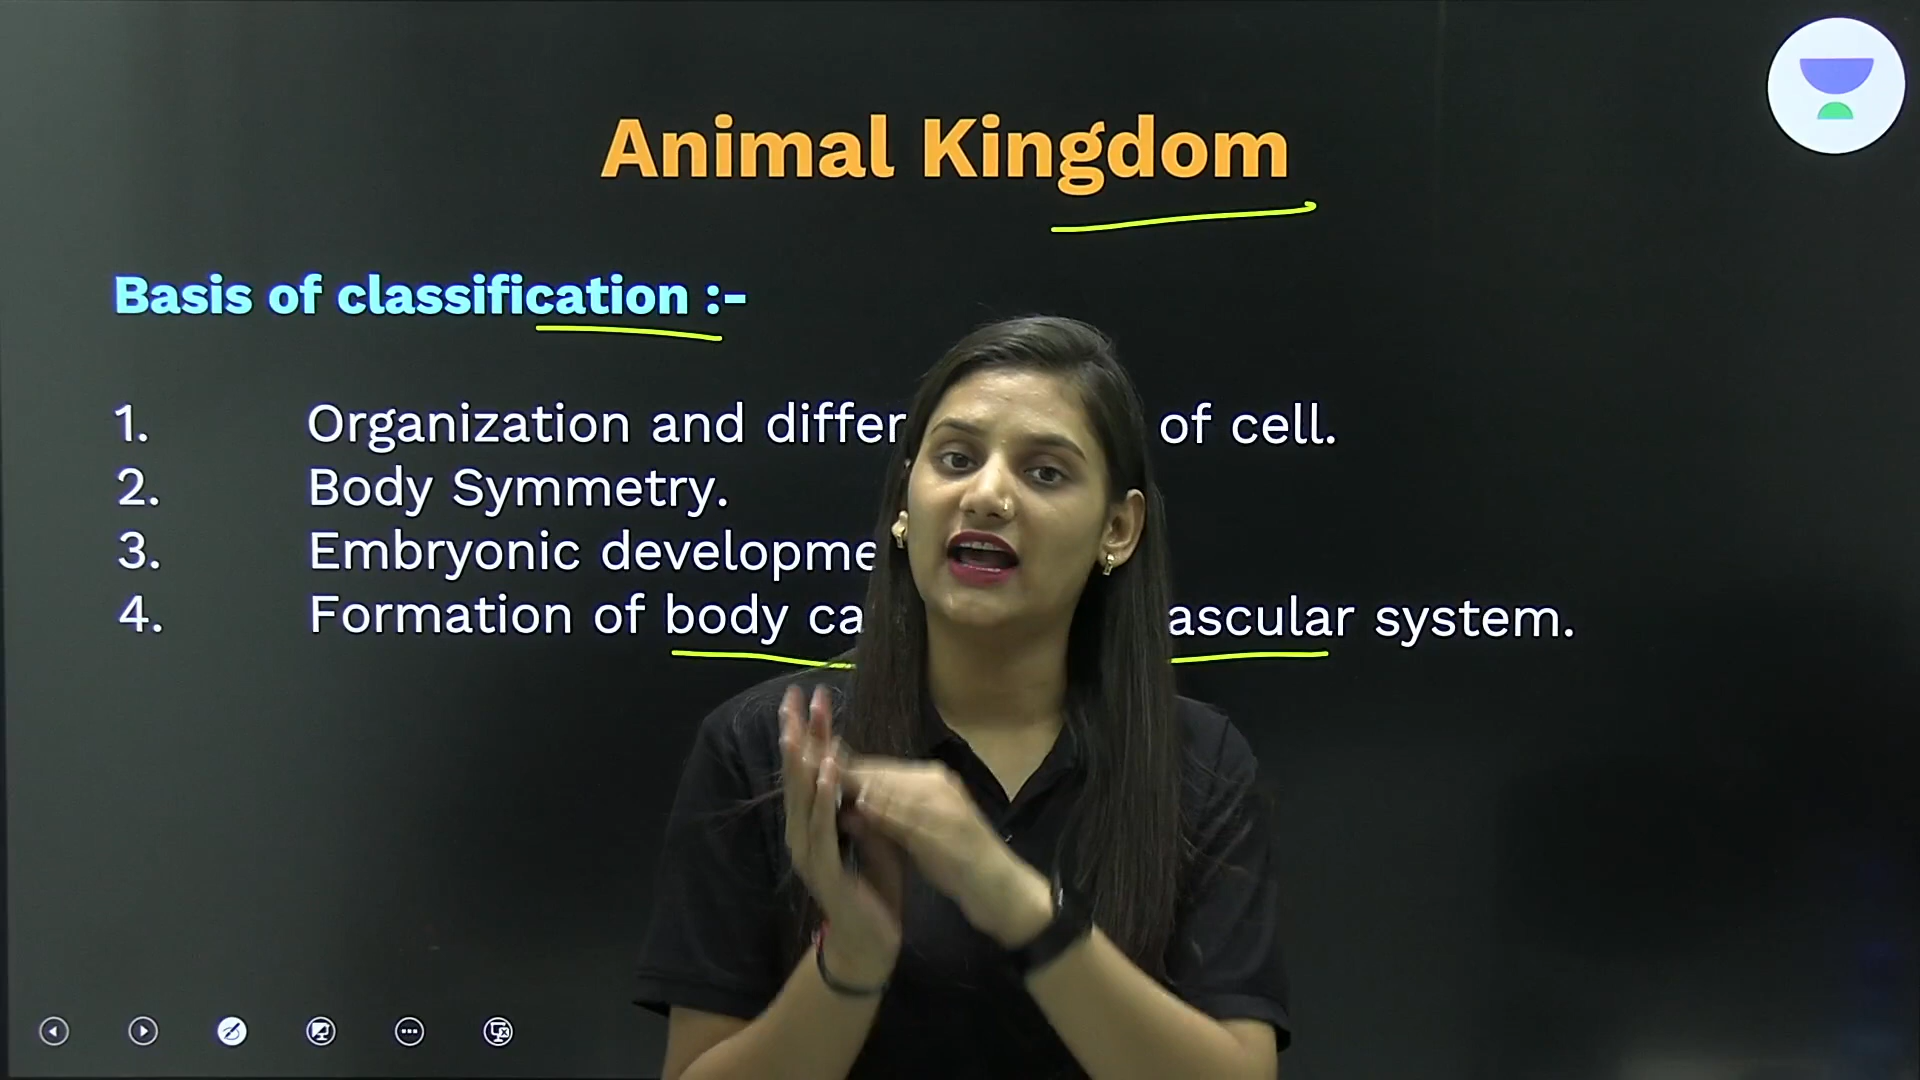 Animal Kingdom
Basis of classification :-
1. Organization and differ of cell.
2. Body Symmetry.
3. Embryonic developme
4. Formation of body ca ascular system.